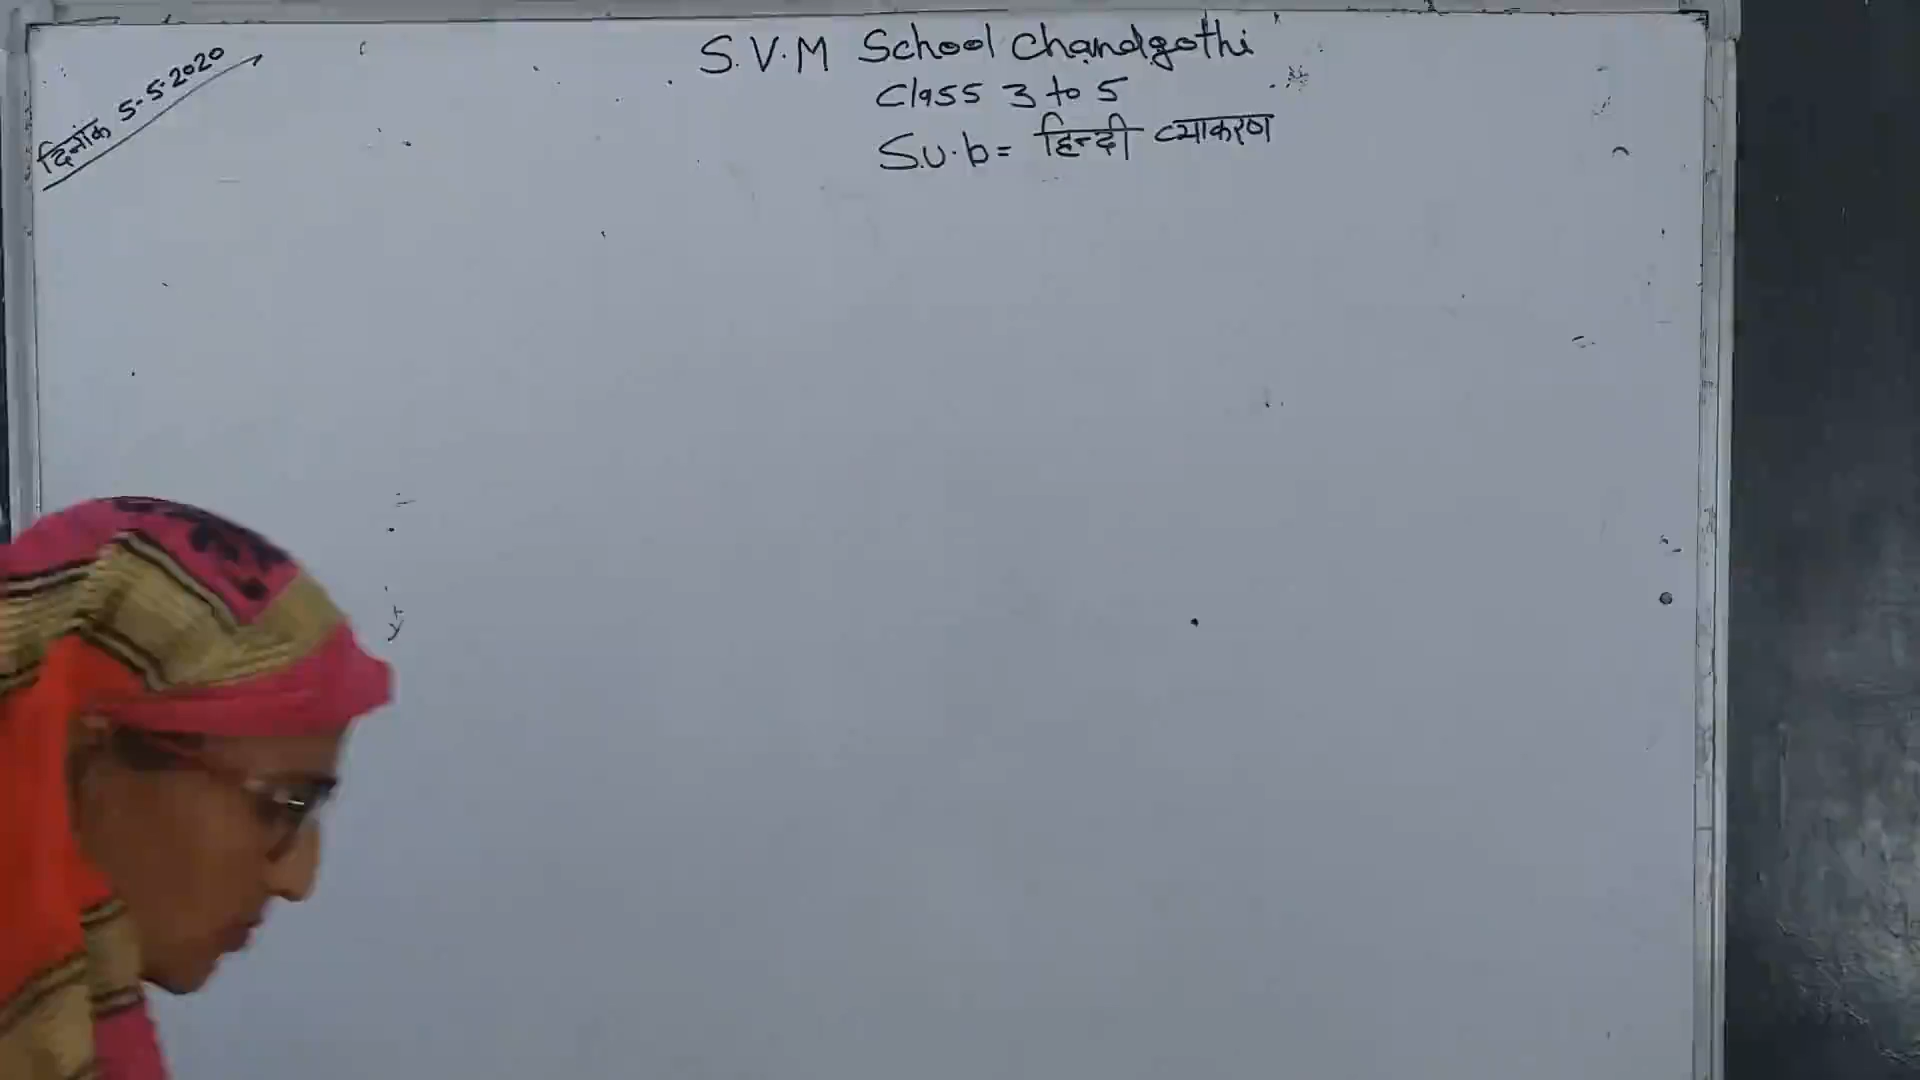 दिनांक 5-5-2020
S.V.M School Chandgothi
Class 3 to 5
S.U.b = हिन्दी व्याकरण